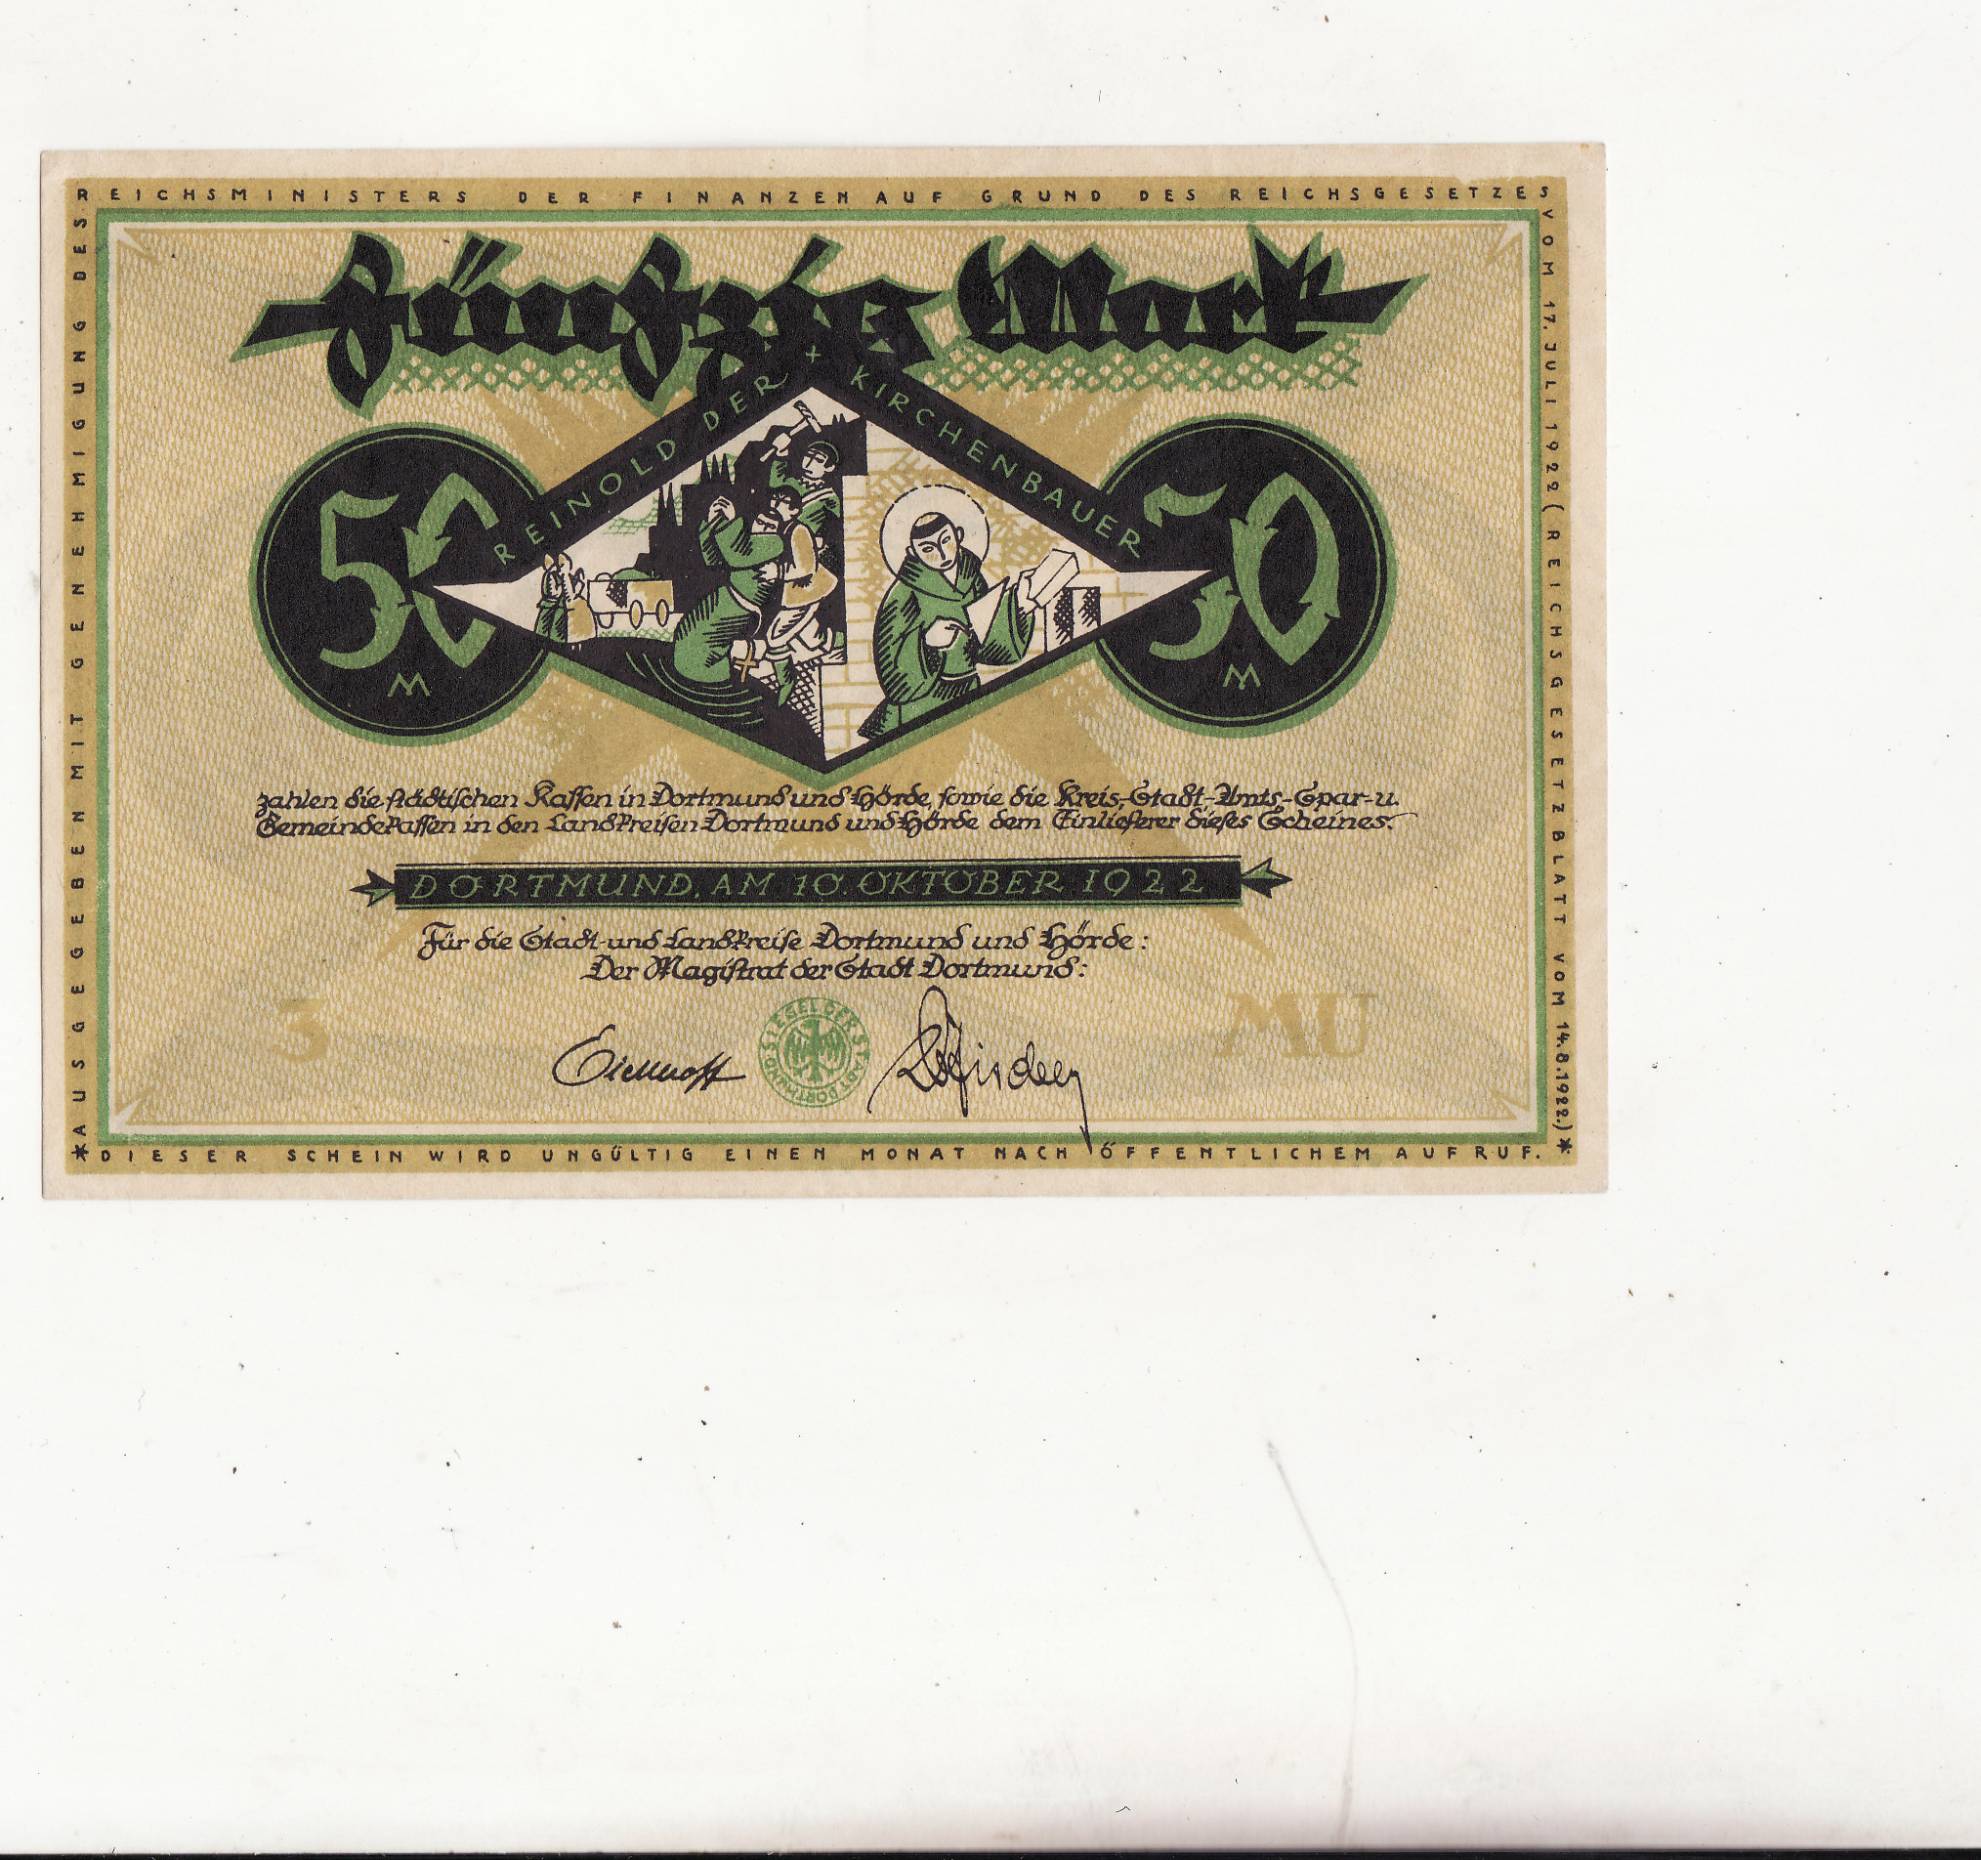 REICHSMINISTERS DER FINANZEN AUF GRUND DES REICHSGESETZES
VOM 17. JULI 1922 (REICHSGESETZBLATT VOM 14.8.1922.)*
*AUSGEGEBEN MIT GENEHMIGUNG DES
Fünfzig Mark
REINOLD DER + KIRCHENBAUER
50 M
50 M
zahlen die städtischen Kassen in Dortmund und Hörde, sowie die Kreis-, Stadt-, Amts-, Spar- u.
Gemeindekassen in den Landkreisen Dortmund und Hörde dem Einlieferer dieses Scheines.
DORTMUND, AM 10. OKTOBER 1922
Für die Stadt- und Landkreise Dortmund und Hörde:
Der Magistrat der Stadt Dortmund:
3
MU
Eichhoff
SIEGEL DER STADT DORTMUND
DIESER SCHEIN WIRD UNGÜLTIG EINEN MONAT NACH ÖFFENTLICHEM AUFRUF.